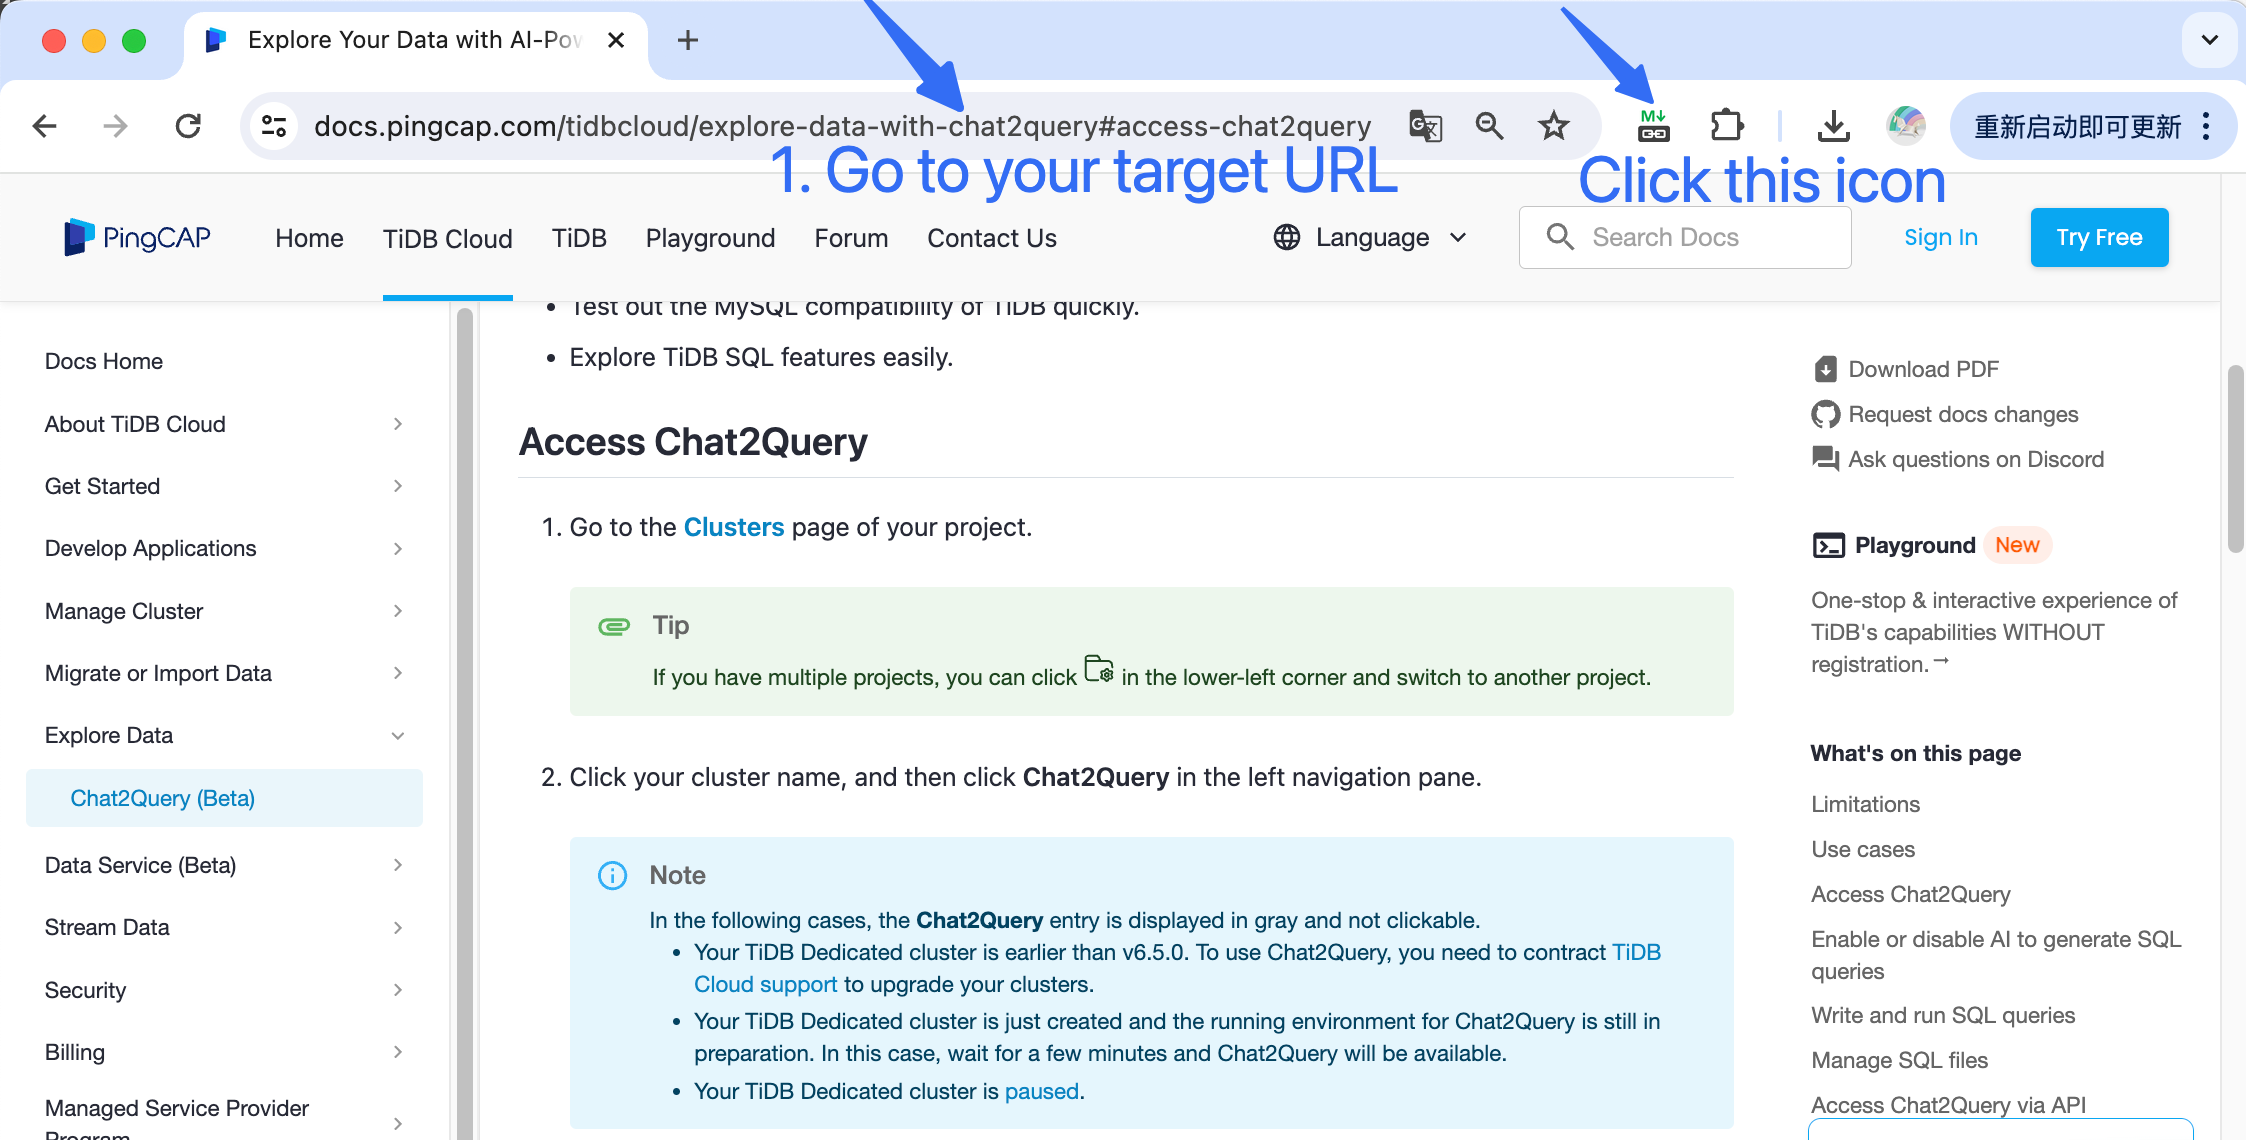 Explore Your Data with AI-Pow
docs.pingcap.com/tidbcloud/explore-data-with-chat2query#access-chat2query
M↓
重新启动即可更新
1. Go to your target URL
Click this icon
PingCAP
Home
TiDB Cloud
TiDB
Playground
Forum
Contact Us
Language
Search Docs
Sign In
Try Free
Docs Home
About TiDB Cloud
Get Started
Develop Applications
Manage Cluster
Migrate or Import Data
Explore Data
Chat2Query (Beta)
Data Service (Beta)
Stream Data
Security
Billing
Managed Service Provider
Program
• Test out the MySQL compatibility of TiDB quickly.
• Explore TiDB SQL features easily.
Access Chat2Query
1. Go to the Clusters page of your project.
Tip
If you have multiple projects, you can click in the lower-left corner and switch to another project.
2. Click your cluster name, and then click Chat2Query in the left navigation pane.
Note
In the following cases, the Chat2Query entry is displayed in gray and not clickable.
• Your TiDB Dedicated cluster is earlier than v6.5.0. To use Chat2Query, you need to contract TiDB
Cloud support to upgrade your clusters.
• Your TiDB Dedicated cluster is just created and the running environment for Chat2Query is still in
preparation. In this case, wait for a few minutes and Chat2Query will be available.
• Your TiDB Dedicated cluster is paused.
Download PDF
Request docs changes
Ask questions on Discord
Playground New
One-stop & interactive experience of
TiDB's capabilities WITHOUT
registration. →
What's on this page
Limitations
Use cases
Access Chat2Query
Enable or disable AI to generate SQL
queries
Write and run SQL queries
Manage SQL files
Access Chat2Query via API